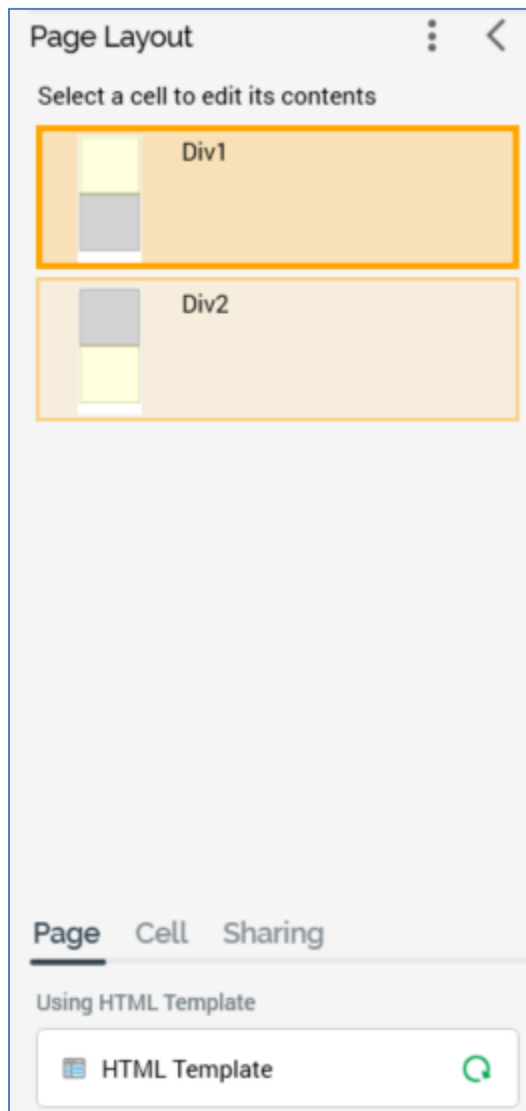 Page Layout
Select a cell to edit its contents
Div1
Div2
Page Cell Sharing
Using HTML Template
HTML Template